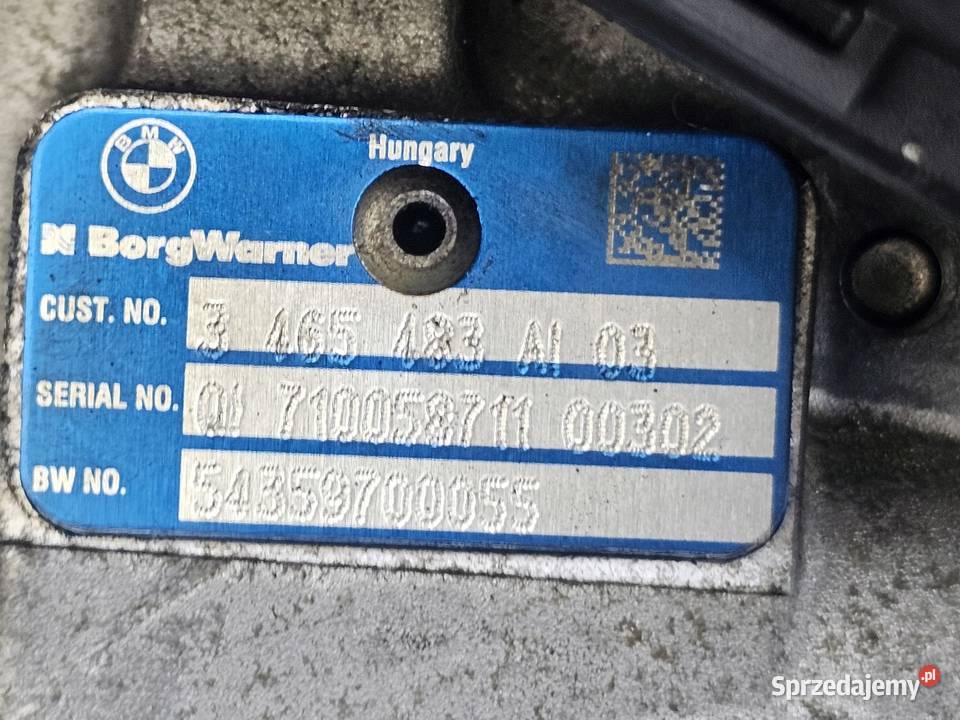 BMW
Hungary
BorgWarner
CUST. NO. 3 465 483 AI 03
SERIAL NO. QI 710058711 00302
BW NO. 54359700055
Sprzedajemy.pl